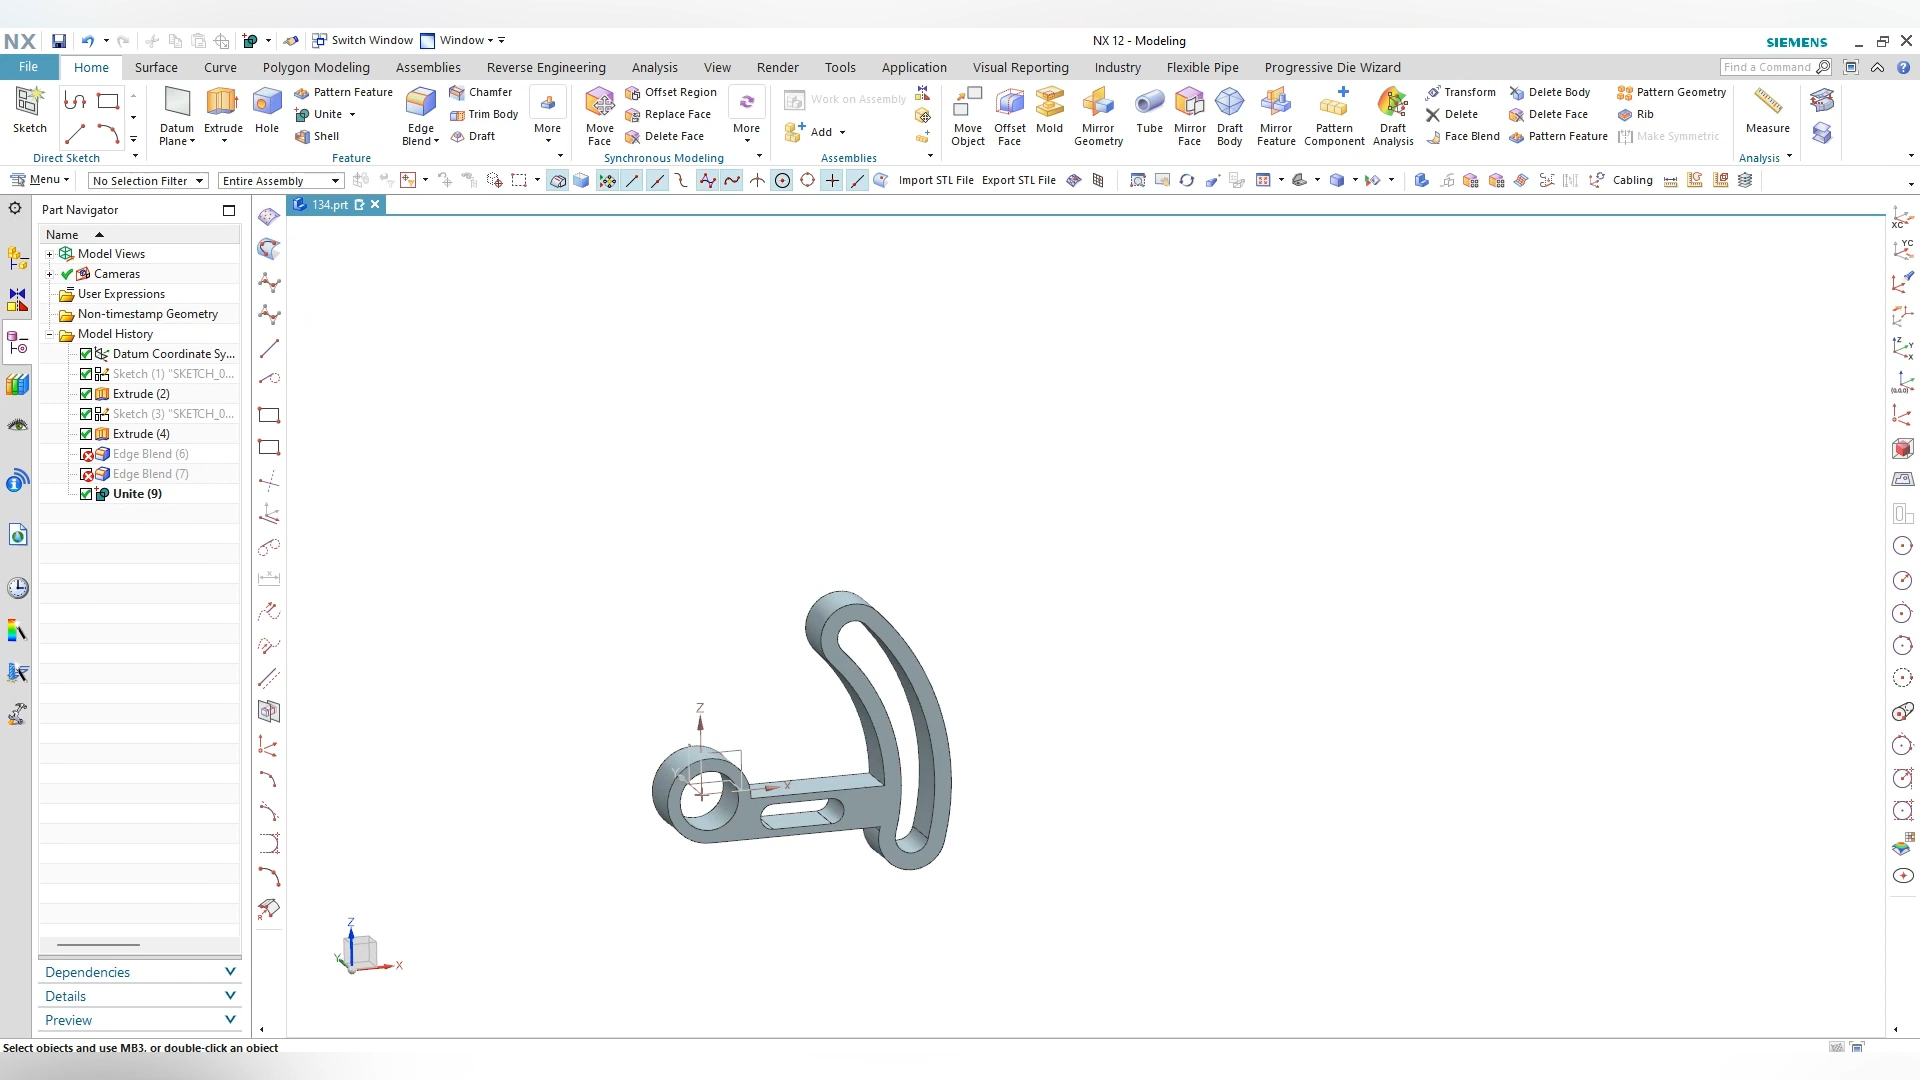 NX Switch Window Window NX 12 - Modeling SIEMENS
File Home Surface Curve Polygon Modeling Assemblies Reverse Engineering Analysis View Render Tools Application Visual Reporting Industry Flexible Pipe Progressive Die Wizard Find a Command
Sketch
Direct Sketch
Datum Plane
Extrude
Hole
Pattern Feature
Unite
Shell
Edge Blend
Chamfer
Trim Body
Draft
More
Feature
Move Face
Offset Region
Replace Face
Delete Face
More
Synchronous Modeling
Work on Assembly
Add
Assemblies
Move Object
Offset Face
Mold
Mirror Geometry
Tube
Mirror Face
Draft Body
Mirror Feature
Pattern Component
Draft Analysis
Transform
Delete
Face Blend
Delete Body
Delete Face
Pattern Feature
Pattern Geometry
Rib
Make Symmetric
Measure
Analysis
Menu No Selection Filter Entire Assembly Import STL File Export STL File Cabling
Part Navigator
134.prt
Name
Model Views
Cameras
User Expressions
Non-timestamp Geometry
Model History
Datum Coordinate Sy...
Sketch (1) "SKETCH_0...
Extrude (2)
Sketch (3) "SKETCH_0...
Extrude (4)
Edge Blend (6)
Edge Blend (7)
Unite (9)
Dependencies
Details
Preview
Z
X
Y
Z
Y
X
XC
YC
Z
Y
X
(0,0,0)
Select objects and use MB3, or double-click an object